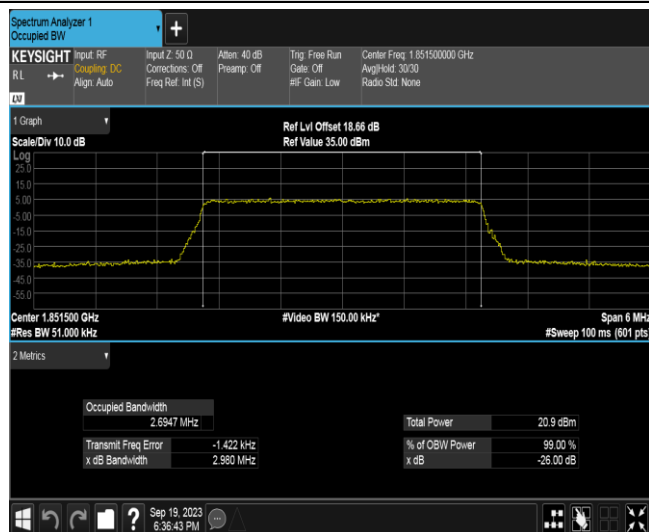 Spectrum Analyzer 1
Occupied BW
+
KEYSIGHT Input: RF Input Z: 50 Ω Atten: 40 dB Trig: Free Run Center Freq: 1.851500000 GHz
RL Coupling: DC Corrections: Off Preamp: Off Gate: Off Avg|Hold: 30/30
Align: Auto Freq Ref: Int (S) #IF Gain: Low Radio Std: None
LXI
1 Graph Ref Lvl Offset 18.66 dB
Scale/Div 10.0 dB Ref Value 35.00 dBm
Log
25.0
15.0
5.00
-5.00
-15.0
-25.0
-35.0
-45.0
-55.0
Center 1.851500 GHz #Video BW 150.00 kHz* Span 6 MHz
#Res BW 51.000 kHz #Sweep 100 ms (601 pts)
2 Metrics
Occupied Bandwidth
2.6947 MHz Total Power 20.9 dBm
Transmit Freq Error -1.422 kHz % of OBW Power 99.00 %
x dB Bandwidth 2.980 MHz x dB -26.00 dB
? Sep 19, 2023
6:36:43 PM